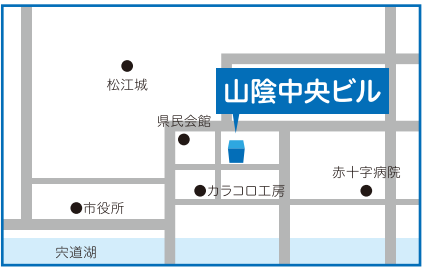 松江城
山陰中央ビル
県民会館
赤十字病院
カラコロ工房
市役所
宍道湖